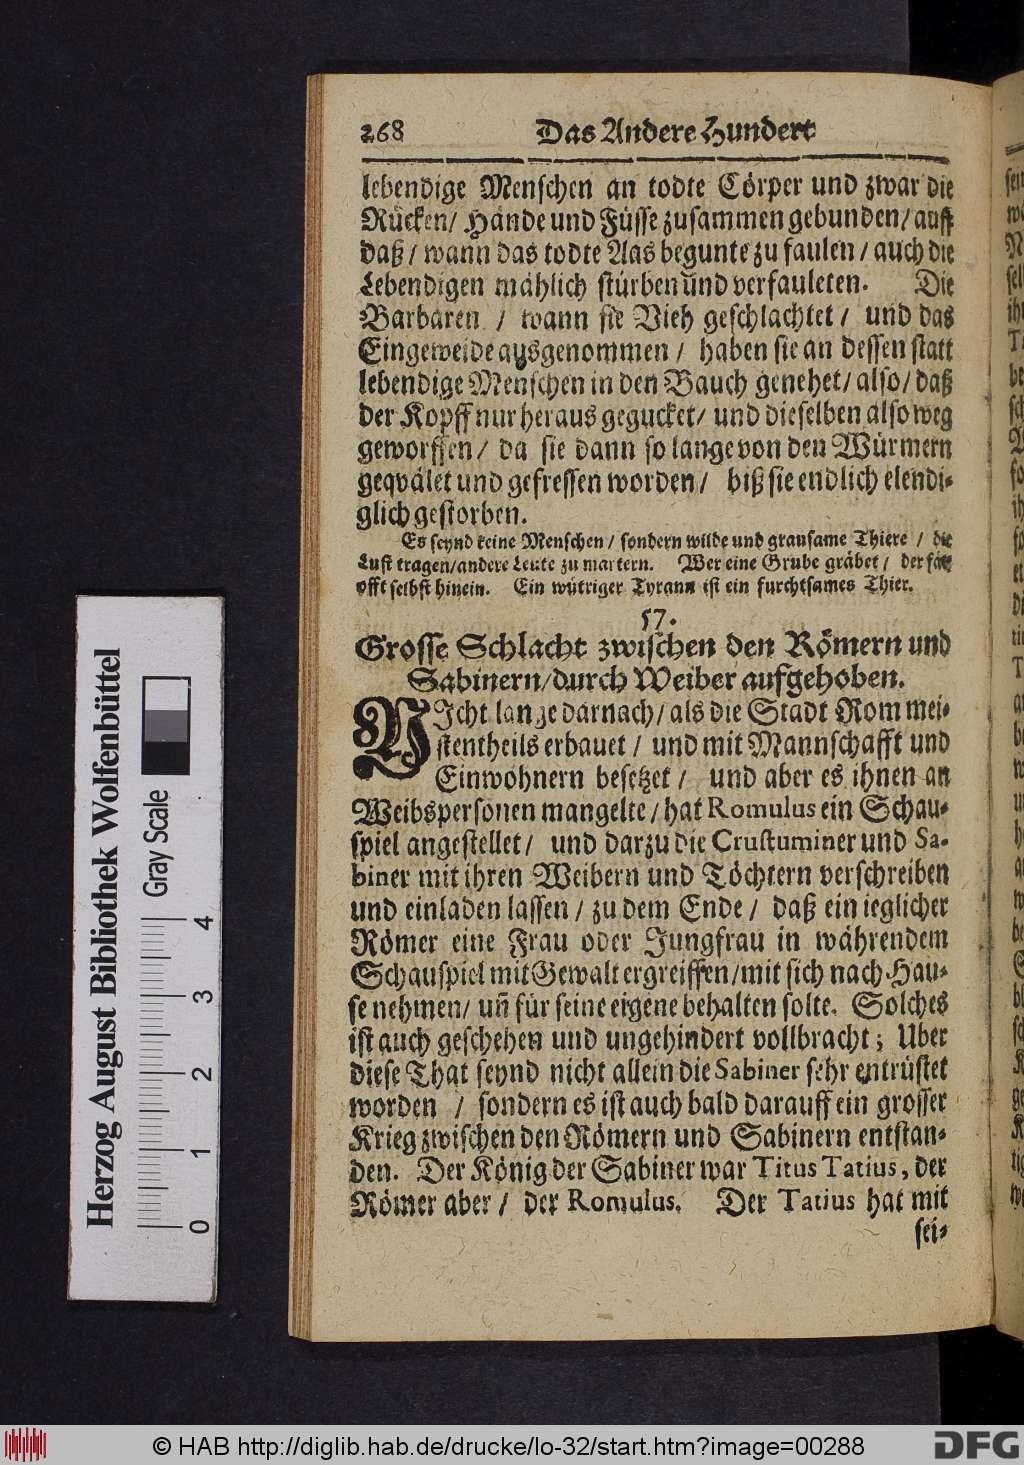 268 Das Andere Hundert
lebendige Menschen an todte Cörper und zwar die
Rücken/ Hände und Füsse zusammen gebunden/ auff
daß/ wann das todte Aas begunte zu faulen/ auch die
Lebendigen mählich stürben und verfauleten. Die
Barbaren / wann sie Vieh geschlachtet/ und das
Eingeweide ausgenommen/ haben sie an dessen statt
lebendige Menschen in den Bauch genehet/ also/ daß
der Kopff nur heraus gegucket/ und dieselben also weg
geworffen/ da sie dann so lange von den Würmern
geqvälet und gefressen worden/ biß sie endlich elendi-
glich gestorben.
Es seynd keine Menschen/ sondern wilde und grausame Thiere / die
Lust tragen/ andere Leute zu martern. Wer eine Grube gräbet/ der fält
offt selbst hinein. Ein wütriger Tyrann ist ein furchtsames Thier.
57.
Grosse Schlacht zwischen den Römern und
Sabinern/ durch Weiber aufgehoben.
NIcht lange darnach/ als die Stadt Rom mei-
stentheils erbauet/ und mit Mannschafft und
Einwohnern besetzet/ und aber es ihnen an
Weibspersonen mangelte/ hat Romulus ein Schau-
spiel angestellet/ und darzu die Crustuminer und Sa-
biner mit ihren Weibern und Töchtern verschreiben
und einladen lassen/ zu dem Ende/ daß ein ieglicher
Römer eine Frau oder Jungfrau in währendem
Schauspiel mit Gewalt ergreiffen/ mit sich nach Hau-
se nehmen/ uñ für seine eigene behalten solte. Solches
ist auch geschehen und ungehindert vollbracht; Uber
diese That seynd nicht allein die Sabiner sehr entrüstet
worden / sondern es ist auch bald darauff ein grosser
Krieg zwischen den Römern und Sabinern entstan-
den. Der König der Sabiner war Titus Tatius, der
Römer aber/ der Romulus. Der Tatius hat mit
sei-
Herzog August Bibliothek Wolfenbüttel
Gray Scale
0 1 2 3 4
© HAB http://diglib.hab.de/drucke/lo-32/start.htm?image=00288
DFG